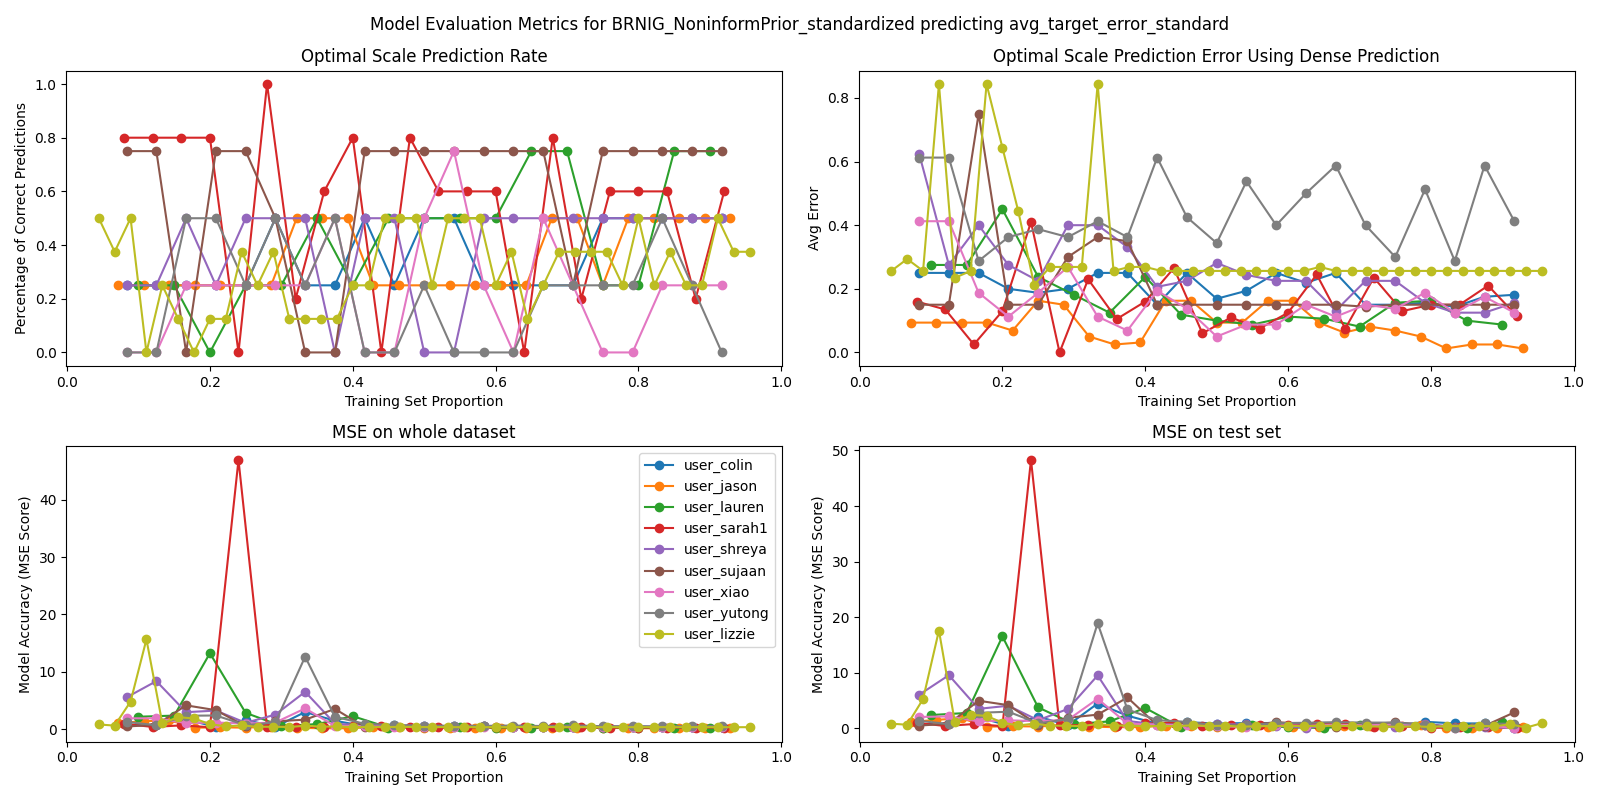 Model Evaluation Metrics for BRNIG_NoninformPrior_standardized predicting avg_target_error_standard
Optimal Scale Prediction Rate
Percentage of Correct Predictions
1.0
0.8
0.6
0.4
0.2
0.0
0.0 0.2 0.4 0.6 0.8 1.0
Training Set Proportion
Optimal Scale Prediction Error Using Dense Prediction
Avg Error
0.8
0.6
0.4
0.2
0.0
0.0 0.2 0.4 0.6 0.8 1.0
Training Set Proportion
MSE on whole dataset
Model Accuracy (MSE Score)
40
30
20
10
0
0.0 0.2 0.4 0.6 0.8 1.0
Training Set Proportion
user_colin
user_jason
user_lauren
user_sarah1
user_shreya
user_sujaan
user_xiao
user_yutong
user_lizzie
MSE on test set
Model Accuracy (MSE Score)
50
40
30
20
10
0
0.0 0.2 0.4 0.6 0.8 1.0
Training Set Proportion